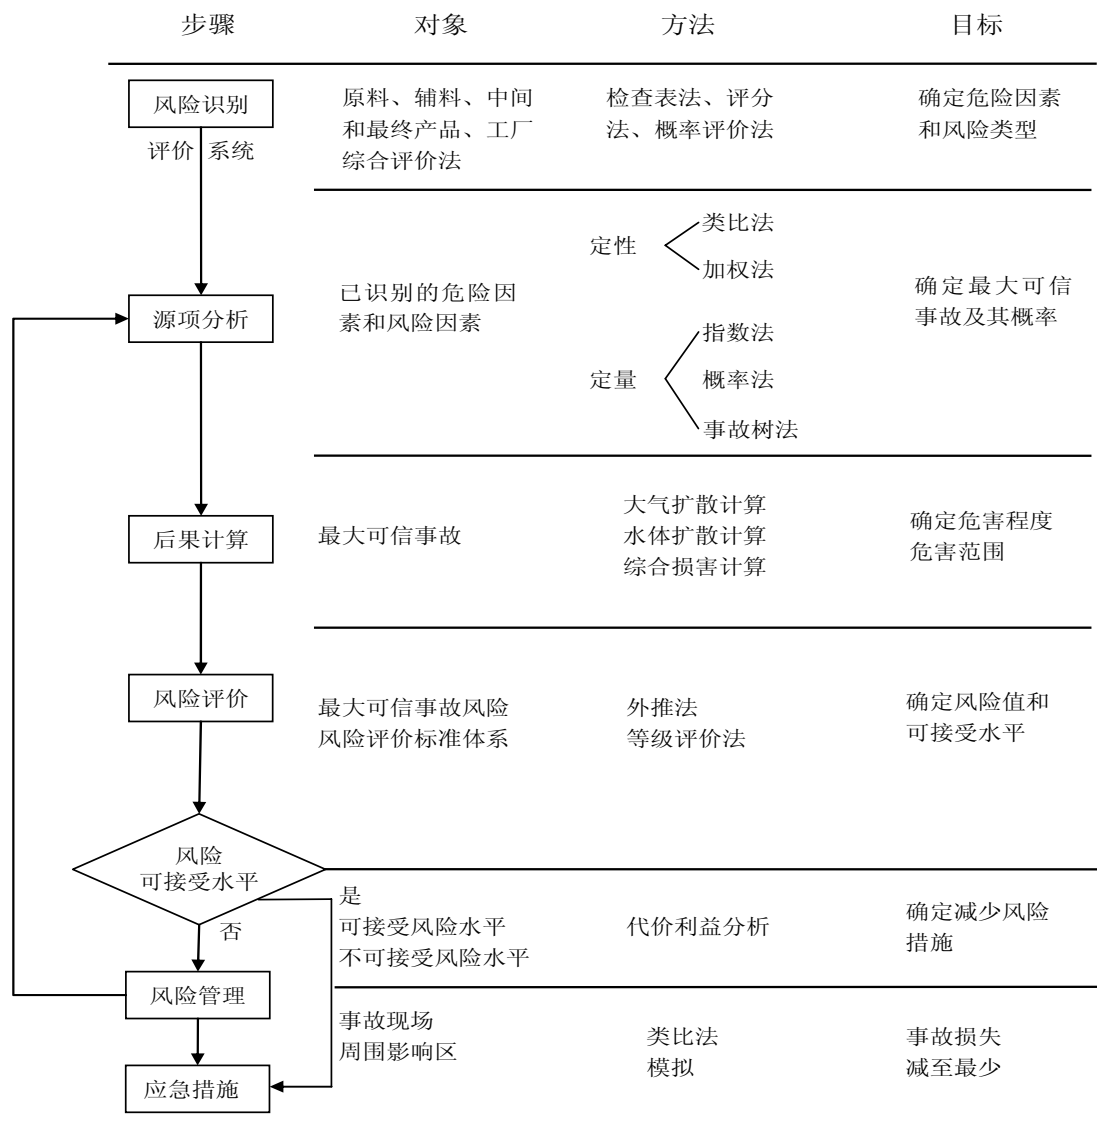 步骤 对象 方法 目标
风险识别
评价 系统
原料、辅料、中间
和最终产品、工厂
综合评价法
检查表法、评分
法、概率评价法
确定危险因素
和风险类型
源项分析
已识别的危险因
素和风险因素
定性
类比法
加权法
定量
指数法
概率法
事故树法
确定最大可信
事故及其概率
后果计算
最大可信事故
大气扩散计算
水体扩散计算
综合损害计算
确定危害程度
危害范围
风险评价
最大可信事故风险
风险评价标准体系
外推法
等级评价法
确定风险值和
可接受水平
风险
可接受水平
是
否
可接受风险水平
不可接受风险水平
代价利益分析
确定减少风险
措施
风险管理
事故现场
周围影响区
类比法
模拟
事故损失
减至最少
应急措施